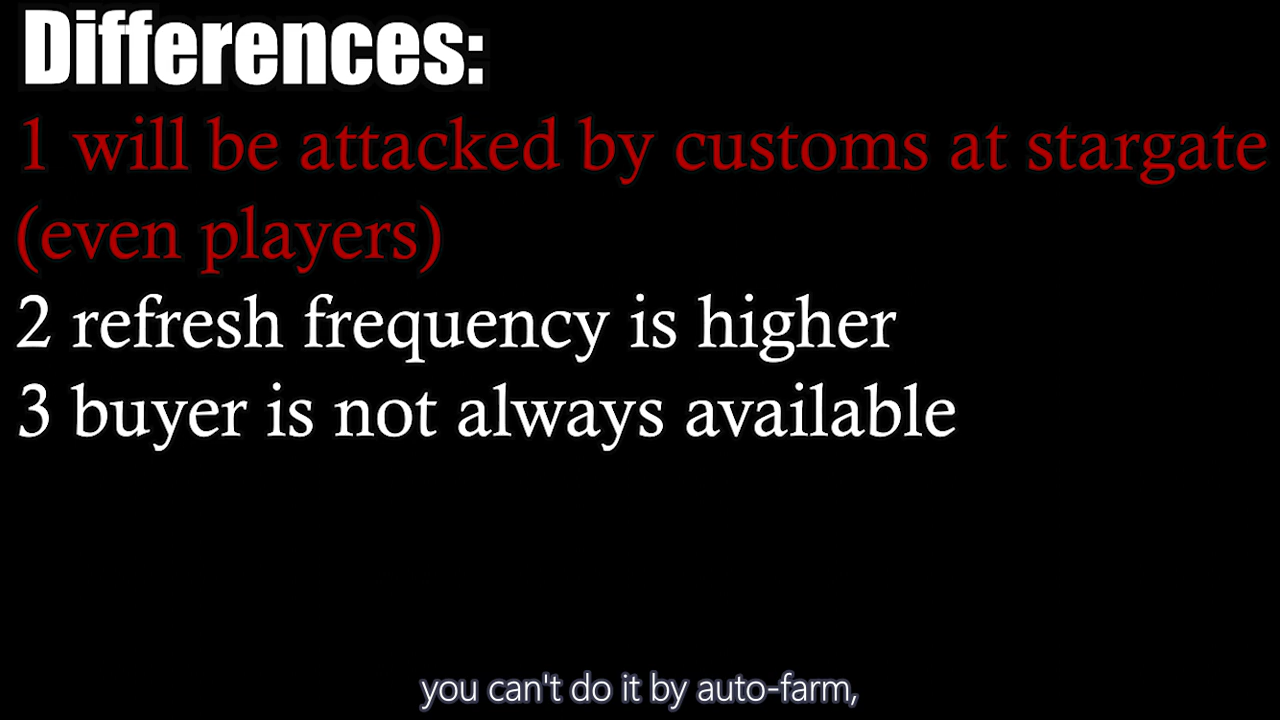 Differences:
1 will be attacked by customs at stargate
(even players)
2 refresh frequency is higher
3 buyer is not always available
you can't do it by auto-farm,